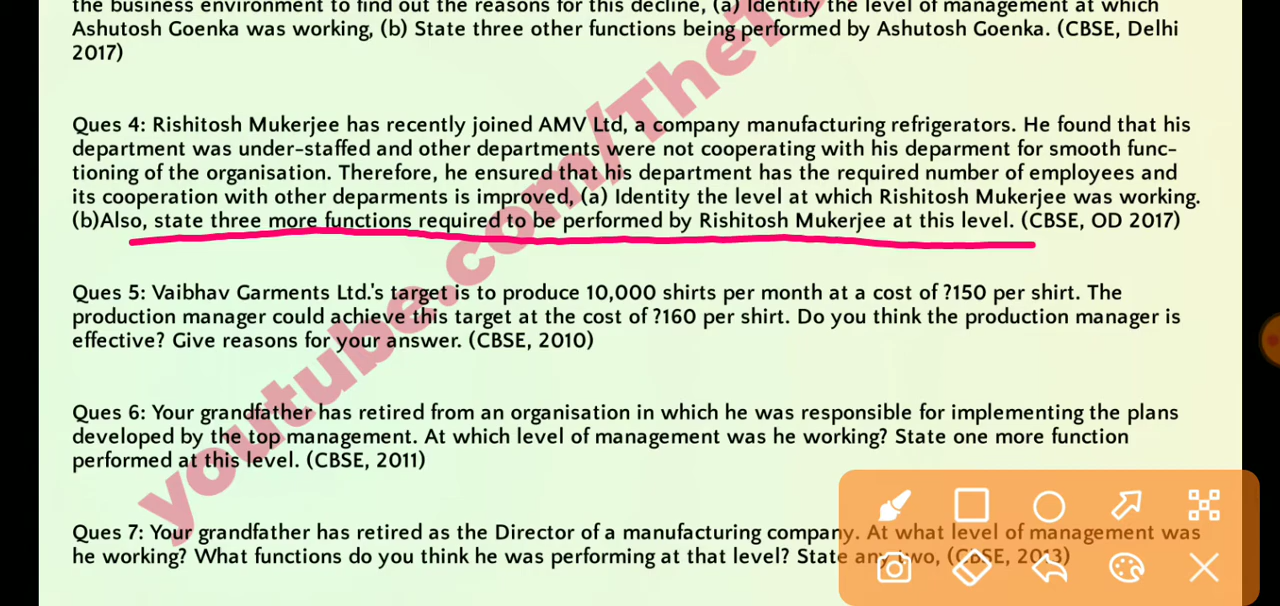 the business environment to find out the reasons for this decline, (a) Identify the level of management at which
Ashutosh Goenka was working, (b) State three other functions being performed by Ashutosh Goenka. (CBSE, Delhi
2017)
Ques 4: Rishitosh Mukerjee has recently joined AMV Ltd, a company manufacturing refrigerators. He found that his
department was under-staffed and other departments were not cooperating with his deparment for smooth func-
tioning of the organisation. Therefore, he ensured that his department has the required number of employees and
its cooperation with other deparments is improved, (a) Identity the level at which Rishitosh Mukerjee was working.
(b)Also, state three more functions required to be performed by Rishitosh Mukerjee at this level. (CBSE, OD 2017)
Ques 5: Vaibhav Garments Ltd.'s target is to produce 10,000 shirts per month at a cost of ?150 per shirt. The
production manager could achieve this target at the cost of ?160 per shirt. Do you think the production manager is
effective? Give reasons for your answer. (CBSE, 2010)
Ques 6: Your grandfather has retired from an organisation in which he was responsible for implementing the plans
developed by the top management. At which level of management was he working? State one more function
performed at this level. (CBSE, 2011)
Ques 7: Your grandfather has retired as the Director of a manufacturing company. At what level of management was
he working? What functions do you think he was performing at that level? State any two, (CBSE, 2013)
youtube.com/TheTo